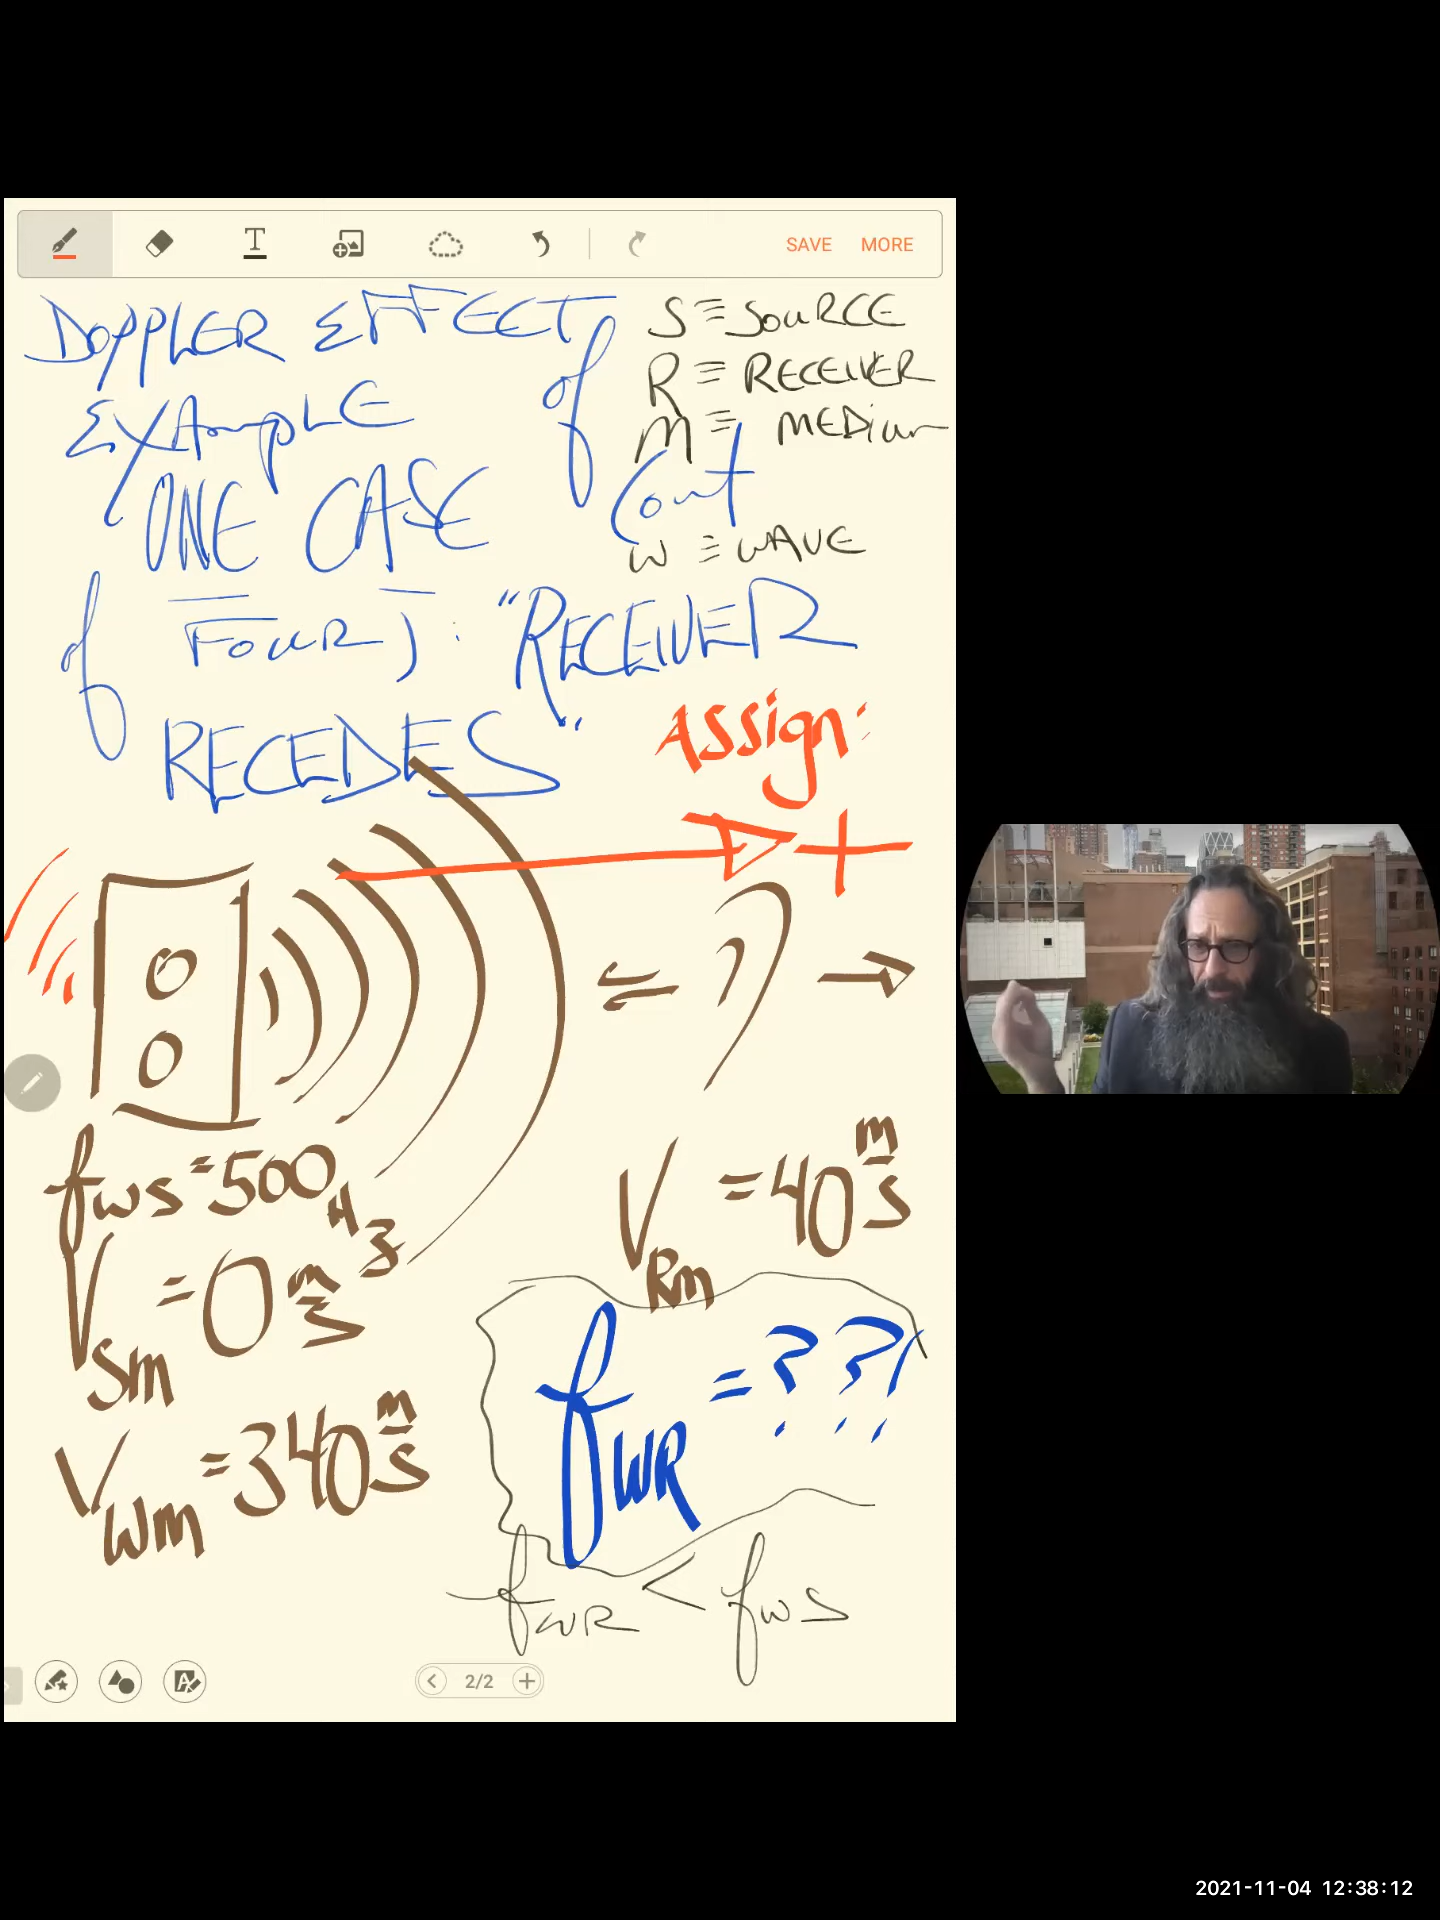 SAVE MORE
DOPPLER EFFECT
EXAMPLE of
ONE CASE (out
of FOUR): "RECEIVER
RECEDES"
S ≡ SOURCE
R ≡ RECEIVER
M ≡ MEDIUM
W ≡ WAVE
Assign:
+
fws = 500 Hz
VSM = 0 m/s
VWM = 340 m/s
VRM = 40 m/s
fWR = ???
fWR < fWS
2/2
2021-11-04 12:38:12